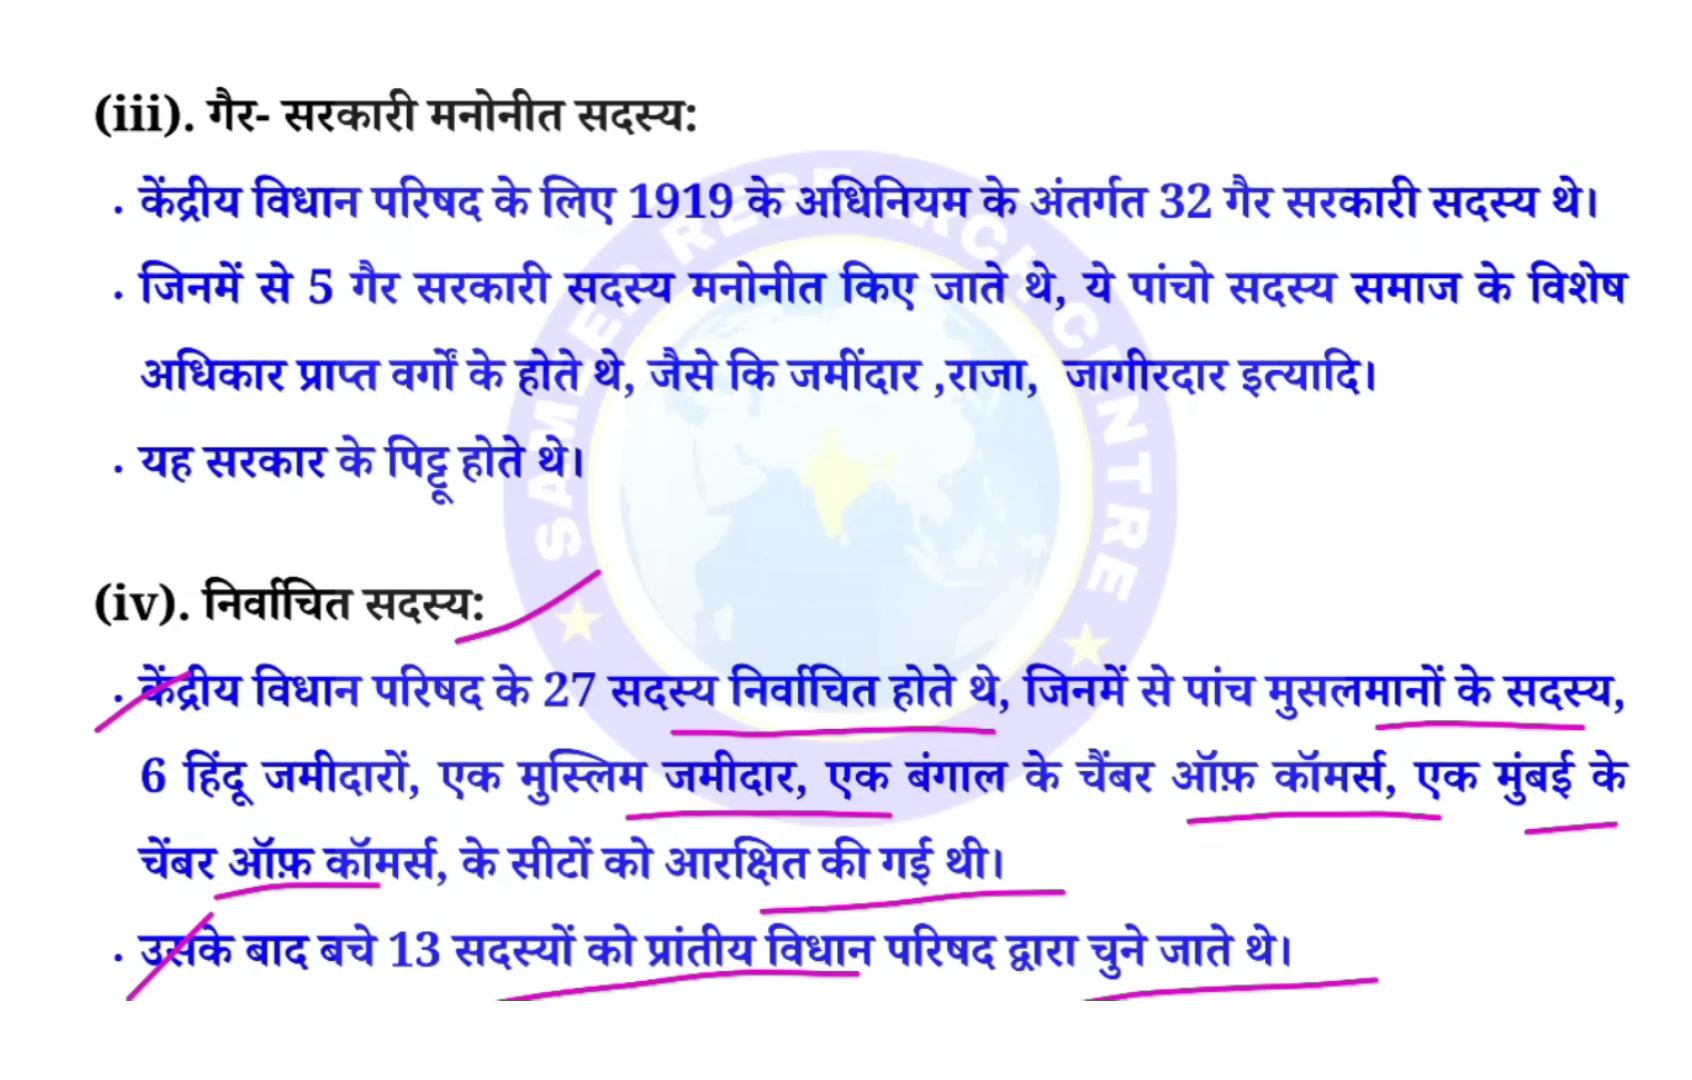 (iii). गैर- सरकारी मनोनीत सदस्य:
. केंद्रीय विधान परिषद के लिए 1919 के अधिनियम के अंतर्गत 32 गैर सरकारी सदस्य थे।
. जिनमें से 5 गैर सरकारी सदस्य मनोनीत किए जाते थे, ये पांचो सदस्य समाज के विशेष
अधिकार प्राप्त वर्गों के होते थे, जैसे कि जमींदार ,राजा, जागीरदार इत्यादि।
. यह सरकार के पिट्टू होते थे।
(iv). निर्वाचित सदस्य:
. केंद्रीय विधान परिषद के 27 सदस्य निर्वाचित होते थे, जिनमें से पांच मुसलमानों के सदस्य,
6 हिंदू जमीदारों, एक मुस्लिम जमीदार, एक बंगाल के चैंबर ऑफ़ कॉमर्स, एक मुंबई के
चेंबर ऑफ़ कॉमर्स, के सीटों को आरक्षित की गई थी।
. उसके बाद बचे 13 सदस्यों को प्रांतीय विधान परिषद द्वारा चुने जाते थे।
SAMER RESEARCH CENTRE